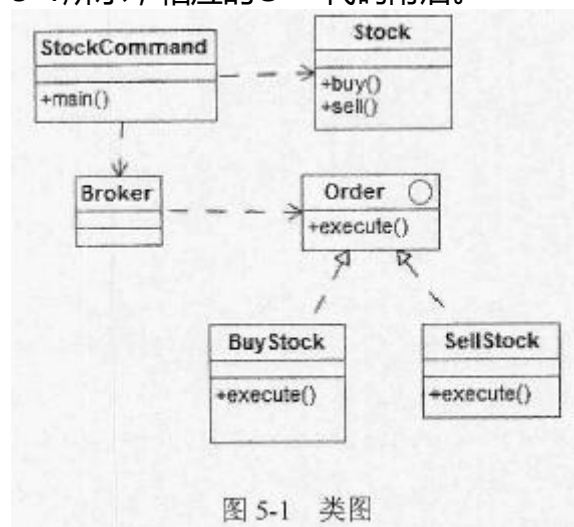 StockCommand
+main()
Stock
+buy()
+sell()
Broker
Order
+execute()
BuyStock
+execute()
SellStock
+execute()
图 5-1 类图